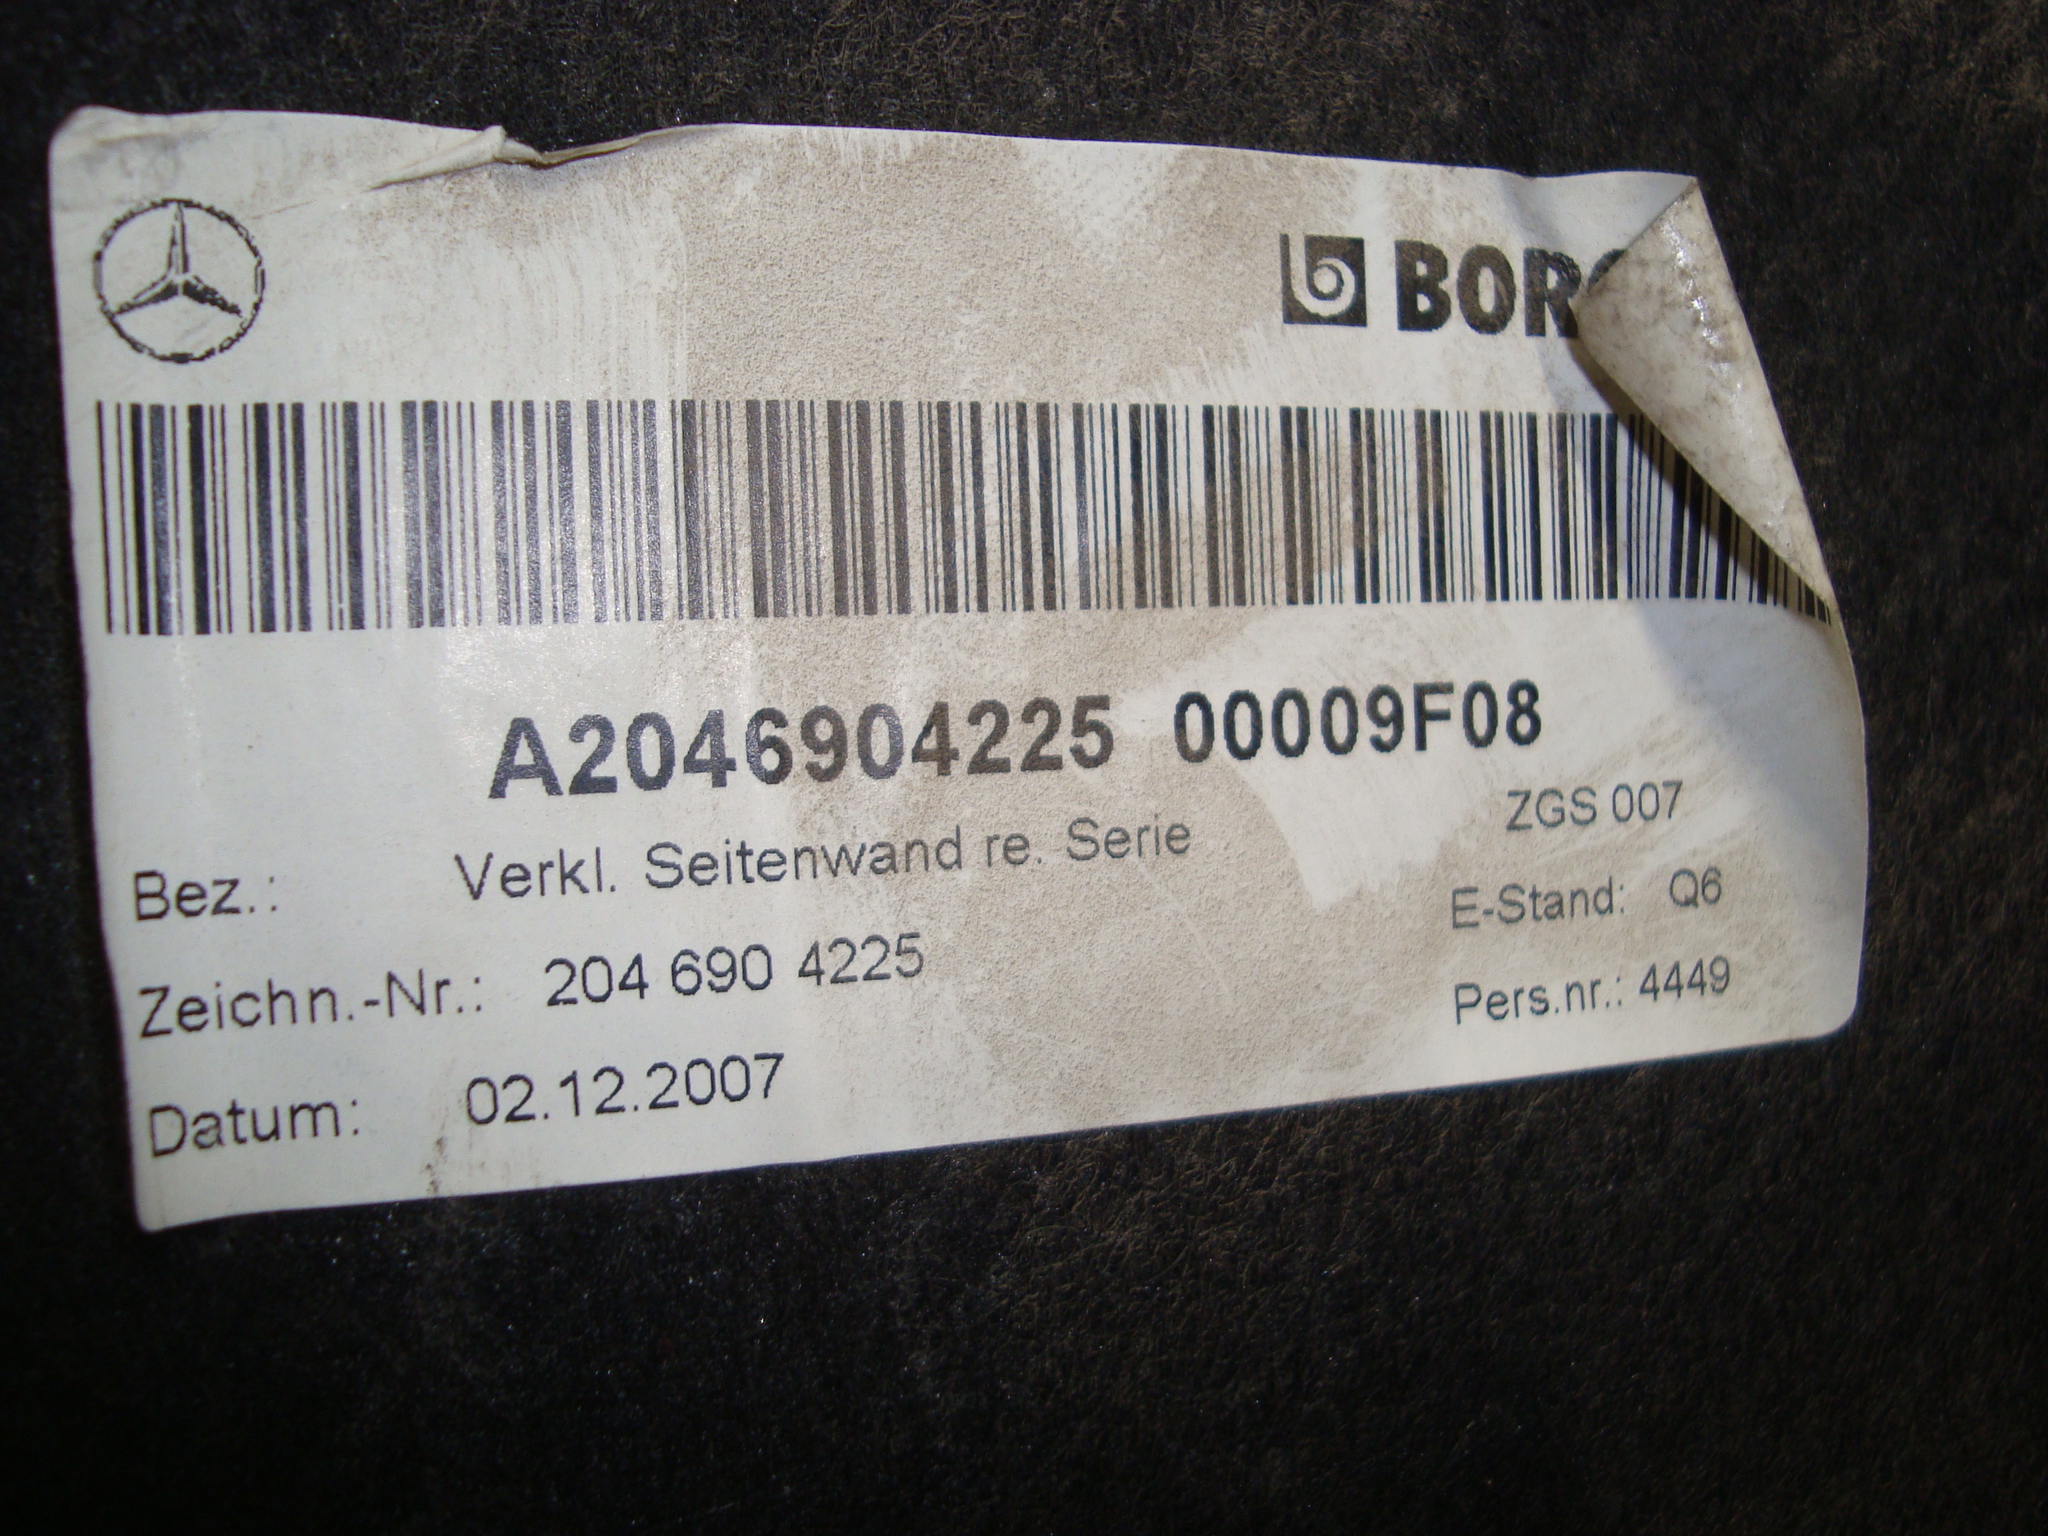 BOR
A2046904225 00009F08
ZGS 007
Bez.: Verkl. Seitenwand re. Serie
E-Stand: Q6
Zeichn.-Nr.: 204 690 4225
Pers.nr.: 4449
Datum: 02.12.2007